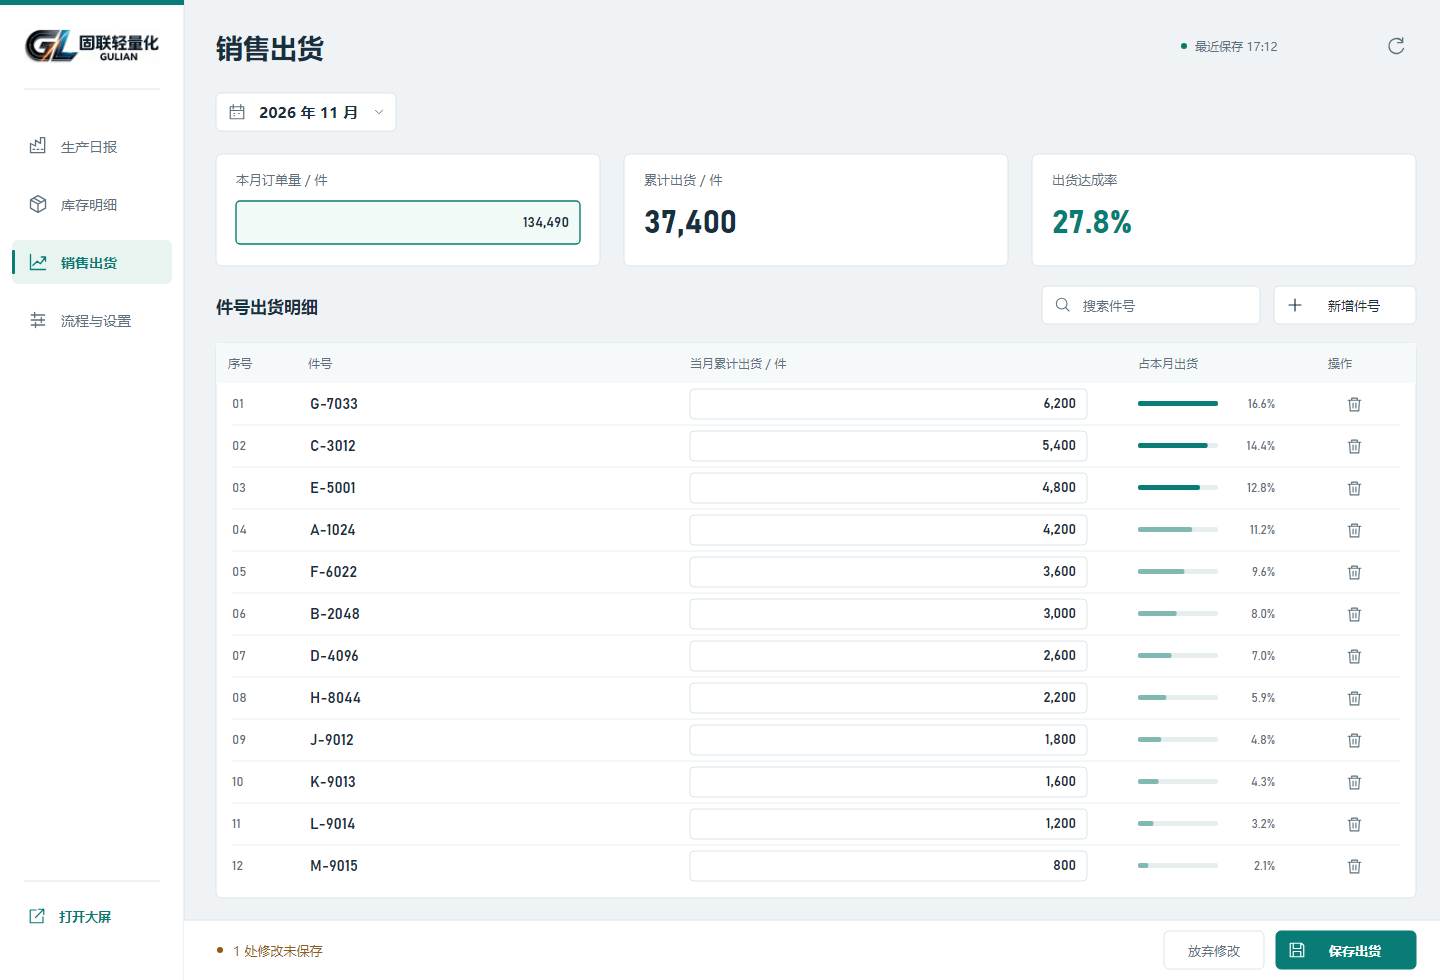 GL 固联轻量化
GULIAN
生产日报
库存明细
销售出货
流程与设置
打开大屏
销售出货
最近保存 17:12
2026 年 11 月
本月订单量 / 件
134,490
累计出货 / 件
37,400
出货达成率
27.8%
件号出货明细
搜索件号
新增件号
序号 件号 当月累计出货 / 件 占本月出货 操作
01 G-7033 6,200 16.6%
02 C-3012 5,400 14.4%
03 E-5001 4,800 12.8%
04 A-1024 4,200 11.2%
05 F-6022 3,600 9.6%
06 B-2048 3,000 8.0%
07 D-4096 2,600 7.0%
08 H-8044 2,200 5.9%
09 J-9012 1,800 4.8%
10 K-9013 1,600 4.3%
11 L-9014 1,200 3.2%
12 M-9015 800 2.1%
1 处修改未保存
放弃修改
保存出货